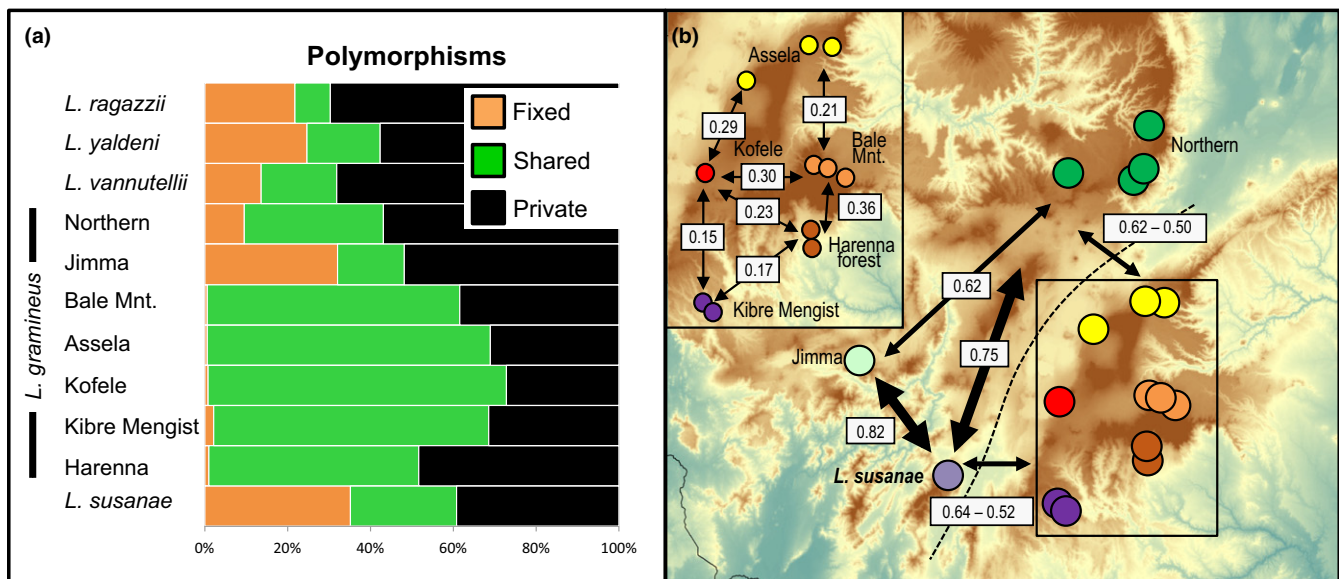 (a)
Polymorphisms
L. ragazzii
L. yaldeni
L. vannutellii
Northern
Jimma
Bale Mnt.
Assela
Kofele
Kibre Mengist
Harenna
L. susanae
L. gramineus
Fixed
Shared
Private
0%
20%
40%
60%
80%
100%
(b)
Assela
0.21
0.29
Kofele
Bale
Mnt.
0.30
0.36
0.23
0.15
Harenna
forest
0.17
Kibre Mengist
Northern
0.62 – 0.50
0.62
Jimma
0.75
0.82
L. susanae
0.64 – 0.52